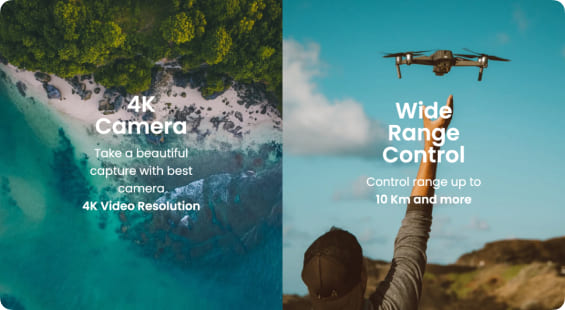 4K
Camera
Take a beautiful
capture with best
camera.
4K Video Resolution
Wide
Range
Control
Control range up to
10 Km and more